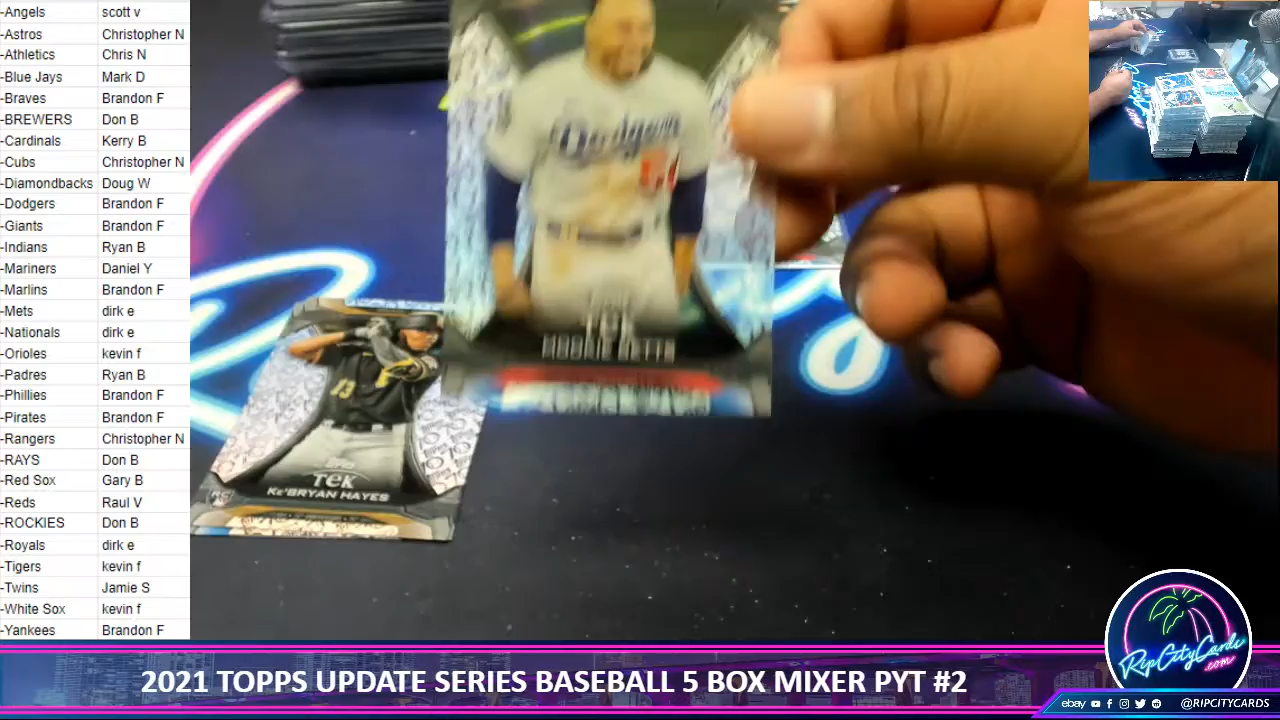 -Angels scott v
-Astros Christopher N
-Athletics Chris N
-Blue Jays Mark D
-Braves Brandon F
-BREWERS Don B
-Cardinals Kerry B
-Cubs Christopher N
-Diamondbacks Doug W
-Dodgers Brandon F
-Giants Brandon F
-Indians Ryan B
-Mariners Daniel Y
-Marlins Brandon F
-Mets dirk e
-Nationals dirk e
-Orioles kevin f
-Padres Ryan B
-Phillies Brandon F
-Pirates Brandon F
-Rangers Christopher N
-RAYS Don B
-Red Sox Gary B
-Reds Raul V
-ROCKIES Don B
-Royals dirk e
-Tigers kevin f
-Twins Jamie S
-White Sox kevin f
-Yankees Brandon F
Dodgers
MOOKIE BETTS
13
TEK
KE'BRYAN HAYES
RipCityCards
.com
2021 TOPPS UPDATE SERIES BASEBALL 5 BOX MIXER PYT #2
ebay @RIPCITYCARDS